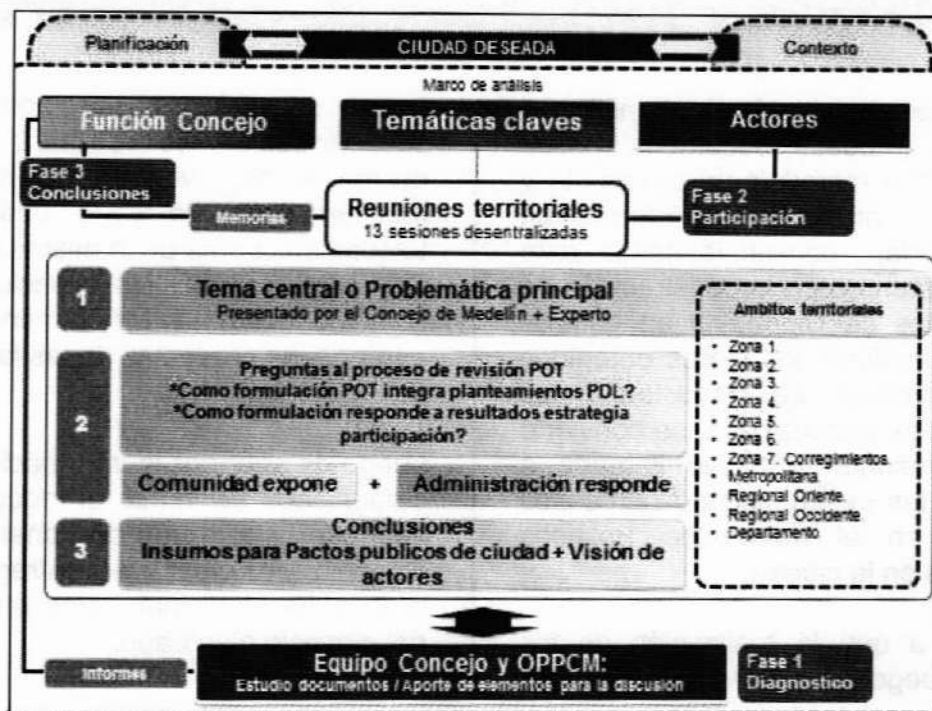 Planificación
CIUDAD DESEADA
Contexto
Marco de análisis
Función Concejo
Temáticas claves
Actores
Fase 3
Conclusiones
Memorias
Reuniones territoriales
13 sesiones desentralizadas
Fase 2
Participación
1
Tema central o Problemática principal
Presentado por el Concejo de Medellín + Experto
2
Preguntas al proceso de revisión POT
*Como formulación POT integra planteamientos PDL?
*Como formulación responde a resultados estrategia
participación?
Comunidad expone + Administración responde
3
Conclusiones
Insumos para Pactos publicos de ciudad + Visión de
actores
Ambitos territoriales
• Zona 1.
• Zona 2.
• Zona 3.
• Zona 4.
• Zona 5.
• Zona 6.
• Zona 7. Corregimientos.
• Metropolitana.
• Regional Oriente.
• Regional Occidente.
• Departamento
Informes
Equipo Concejo y OPPCM:
Estudio documentos / Aporte de elementos para la discusión
Fase 1
Diagnostico